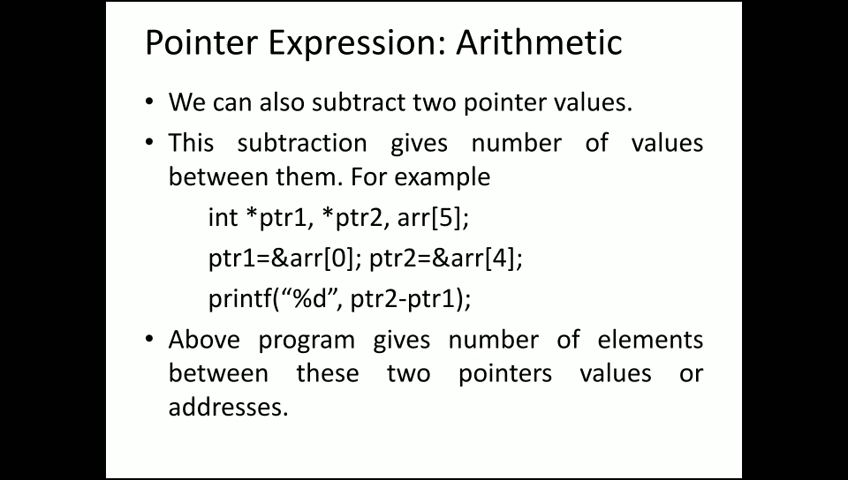 Pointer Expression: Arithmetic
• We can also subtract two pointer values.
• This subtraction gives number of values
between them. For example
int *ptr1, *ptr2, arr[5];
ptr1=&arr[0]; ptr2=&arr[4];
printf(“%d”, ptr2-ptr1);
• Above program gives number of elements
between these two pointers values or
addresses.